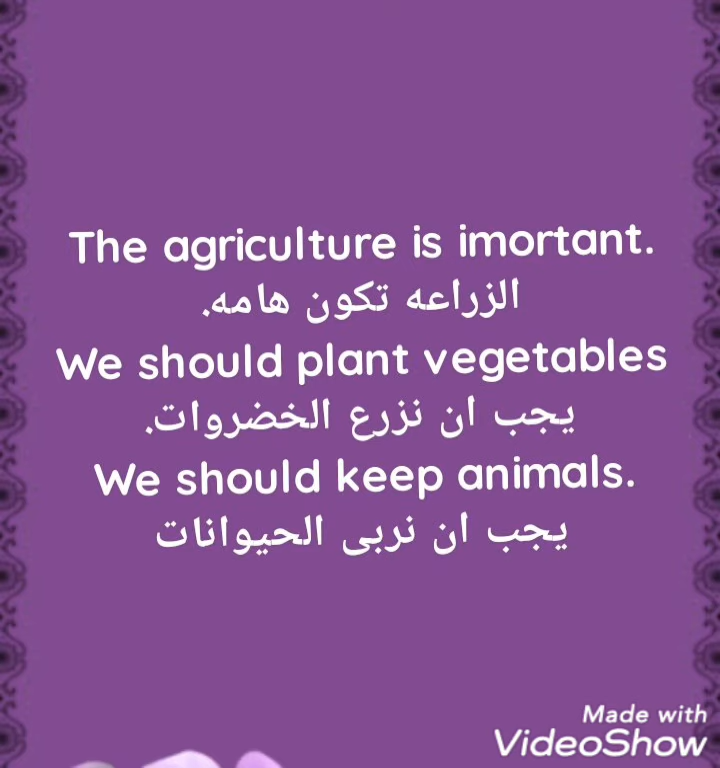 The agriculture is imortant.
الزراعه تكون هامه.
We should plant vegetables
يجب ان نزرع الخضروات.
We should keep animals.
يجب ان نربى الحيوانات
Made with
VideoShow